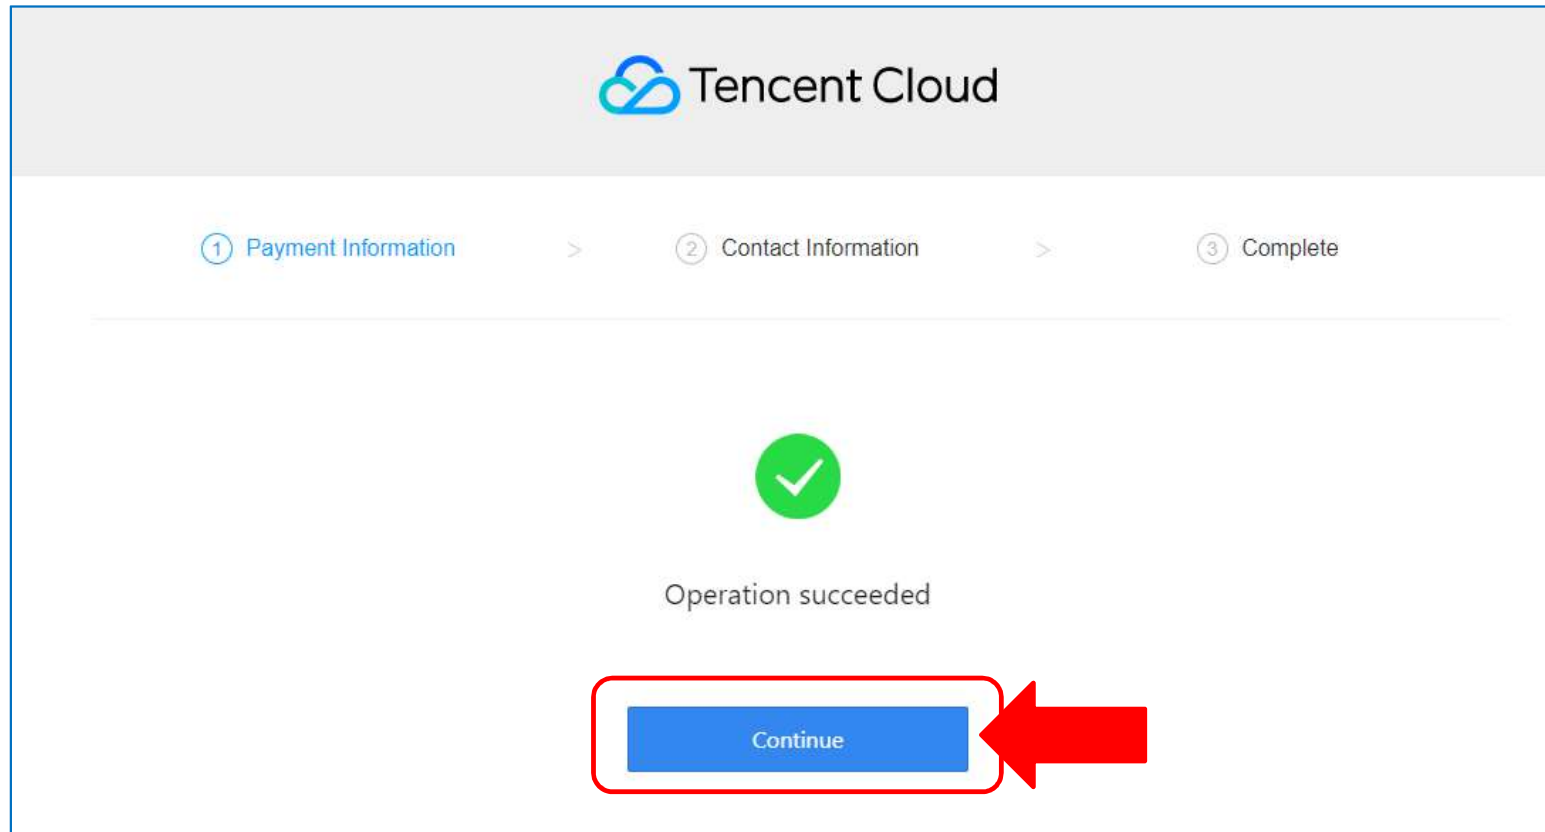 Tencent Cloud
1 Payment Information > 2 Contact Information > 3 Complete
Operation succeeded
Continue